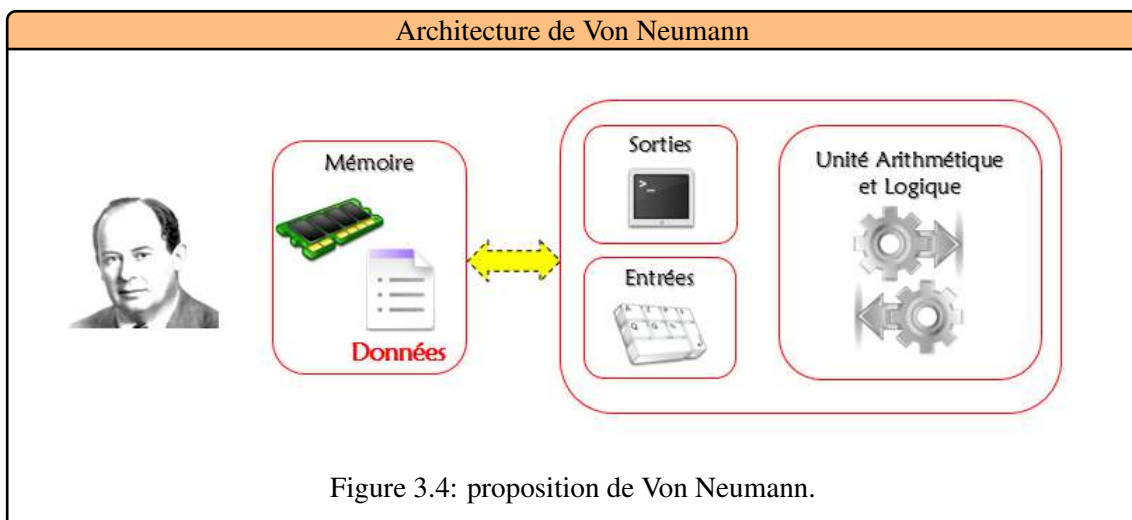 Architecture de Von Neumann
Mémoire
Données
Sorties
>_
Entrées
Unité Arithmétique
et Logique
Figure 3.4: proposition de Von Neumann.